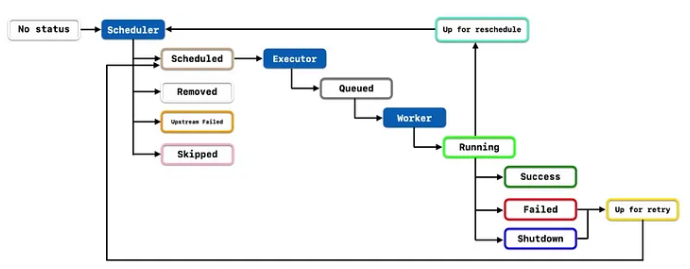 No status
Scheduler
Up for reschedule
Scheduled
Executor
Removed
Queued
Upstream Failed
Worker
Skipped
Running
Success
Failed
Up for retry
Shutdown